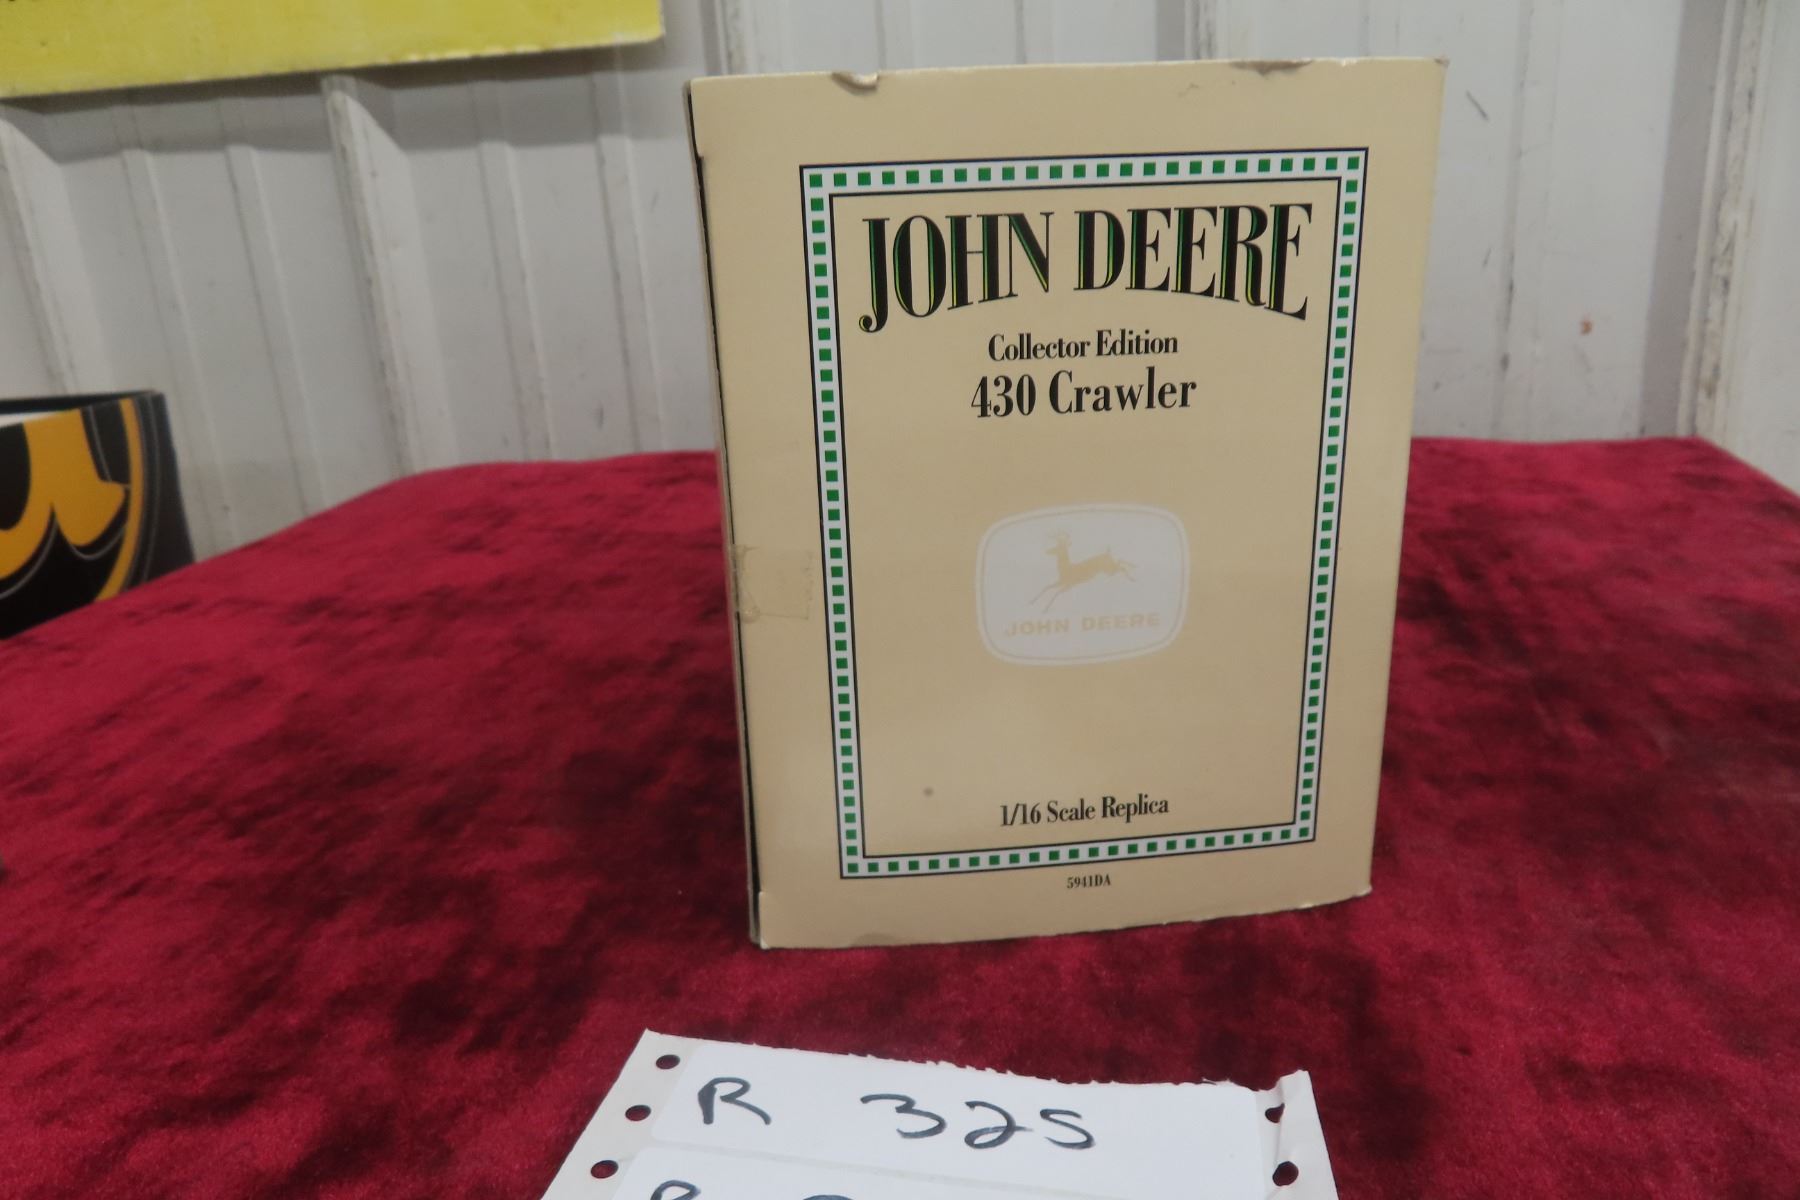 JOHN DEERE
Collector Edition
430 Crawler
JOHN DEERE
1/16 Scale Replica
5941DA
R 325
R